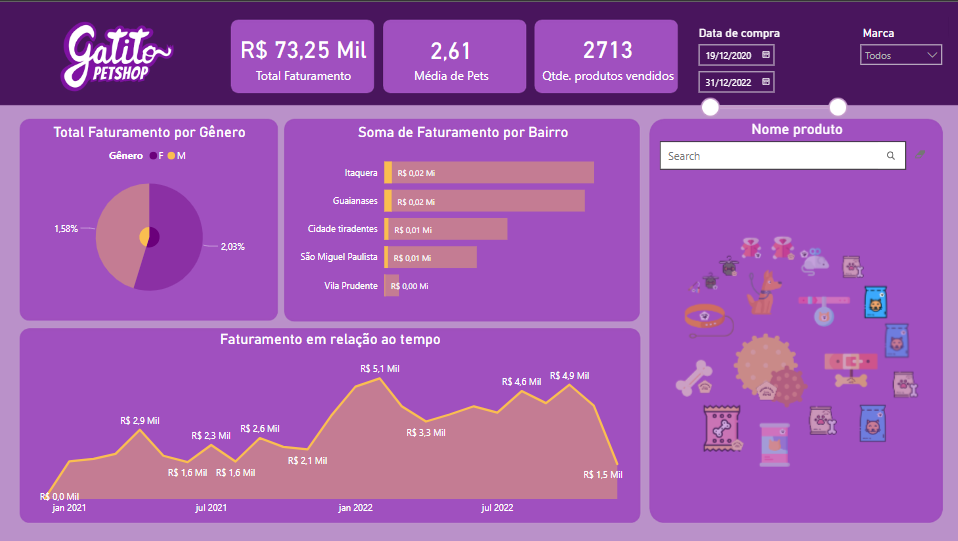 Gatito
PETSHOP
R$ 73,25 Mil
Total Faturamento
2,61
Média de Pets
2713
Qtde. produtos vendidos
Data de compra
19/12/2020
31/12/2022
Marca
Todos
Total Faturamento por Gênero
Gênero F M
1,58%
2,03%
Soma de Faturamento por Bairro
Itaquera R$ 0,02 Mi
Guaianases R$ 0,02 Mi
Cidade tiradentes R$ 0,01 Mi
São Miguel Paulista R$ 0,01 Mi
Vila Prudente R$ 0,00 Mi
Nome produto
Search
Faturamento em relação ao tempo
R$ 0,0 Mil
R$ 2,9 Mil
R$ 1,6 Mil
R$ 2,3 Mil
R$ 1,6 Mil
R$ 2,6 Mil
R$ 2,1 Mil
R$ 5,1 Mil
R$ 3,3 Mil
R$ 4,6 Mil
R$ 4,9 Mil
R$ 1,5 Mil
jan 2021 jul 2021 jan 2022 jul 2022